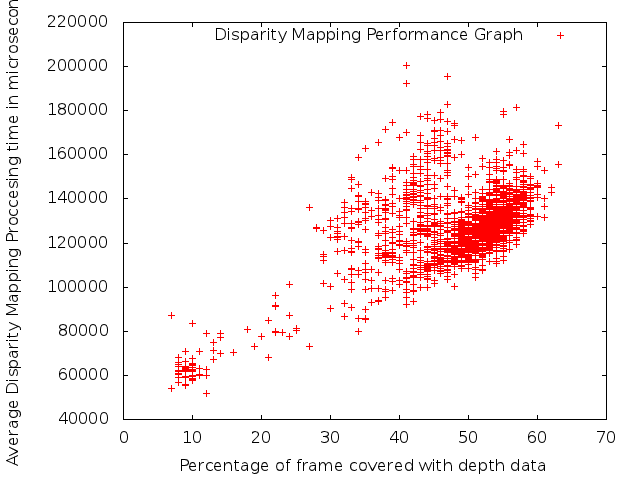 Disparity Mapping Performance Graph
220000
200000
180000
160000
140000
120000
100000
80000
60000
40000
0 10 20 30 40 50 60 70
Percentage of frame covered with depth data
Average Disparity Mapping Proccesing time in microsecon